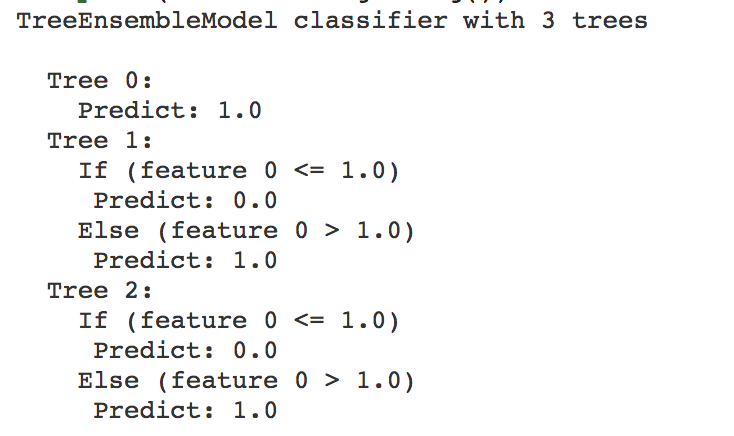 TreeEnsembleModel classifier with 3 trees
Tree 0:
Predict: 1.0
Tree 1:
If (feature 0 <= 1.0)
Predict: 0.0
Else (feature 0 > 1.0)
Predict: 1.0
Tree 2:
If (feature 0 <= 1.0)
Predict: 0.0
Else (feature 0 > 1.0)
Predict: 1.0